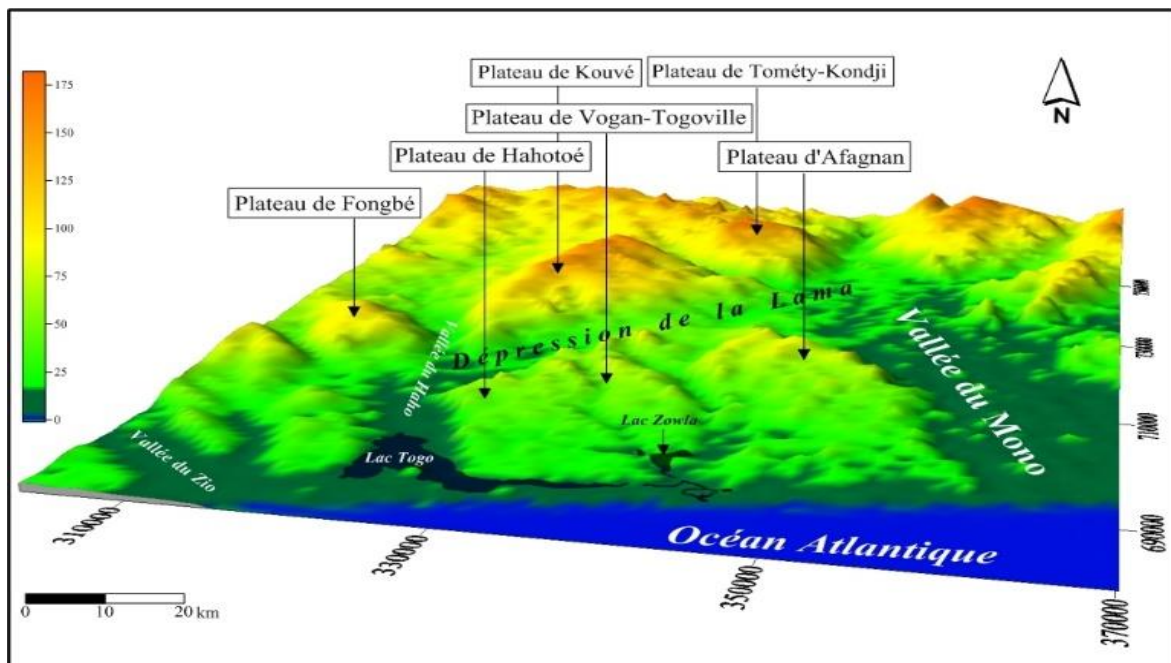 175
150
125
100
75
50
25
0
Plateau de Kouvé
Plateau de Tométy-Kondji
N
Plateau de Vogan-Togoville
Plateau de Hahotoé
Plateau d'Afagnan
Plateau de Fongbé
Dépression de la Lama
Vallée du Haho
Vallée du Mono
Lac Zowla
Vallée du Zio
Lac Togo
Océan Atlantique
730000
710000
690000
310000
330000
350000
370000
0 10 20 km